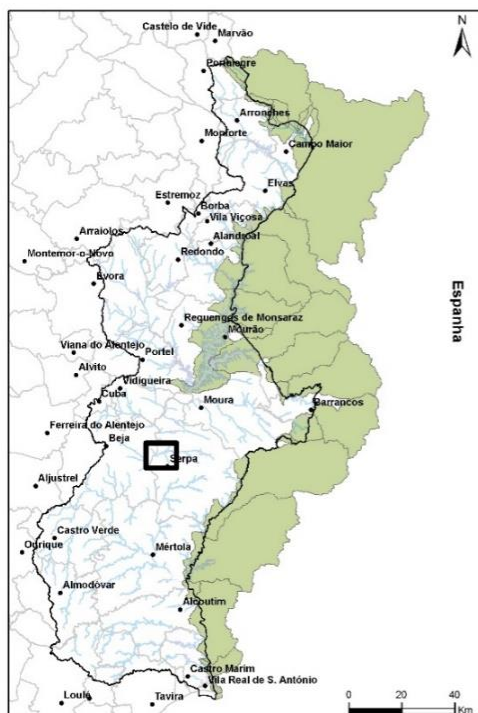 N
Castelo de Vide
Marvão
Portalegre
Arronches
Monforte
Campo Maior
Elvas
Estremoz
Borba
Vila Viçosa
Arraiolos
Alandroal
Montemor-o-Novo
Redondo
Évora
Espanha
Reguengos de Monsaraz
Mourão
Viana do Alentejo
Portel
Alvito
Vidigueira
Cuba
Moura
Barrancos
Ferreira do Alentejo
Beja
Serpa
Aljustrel
Castro Verde
Ourique
Mértola
Almodôvar
Alcoutim
Castro Marim
Vila Real de S. António
Loulé
Tavira
0 20 40
Km